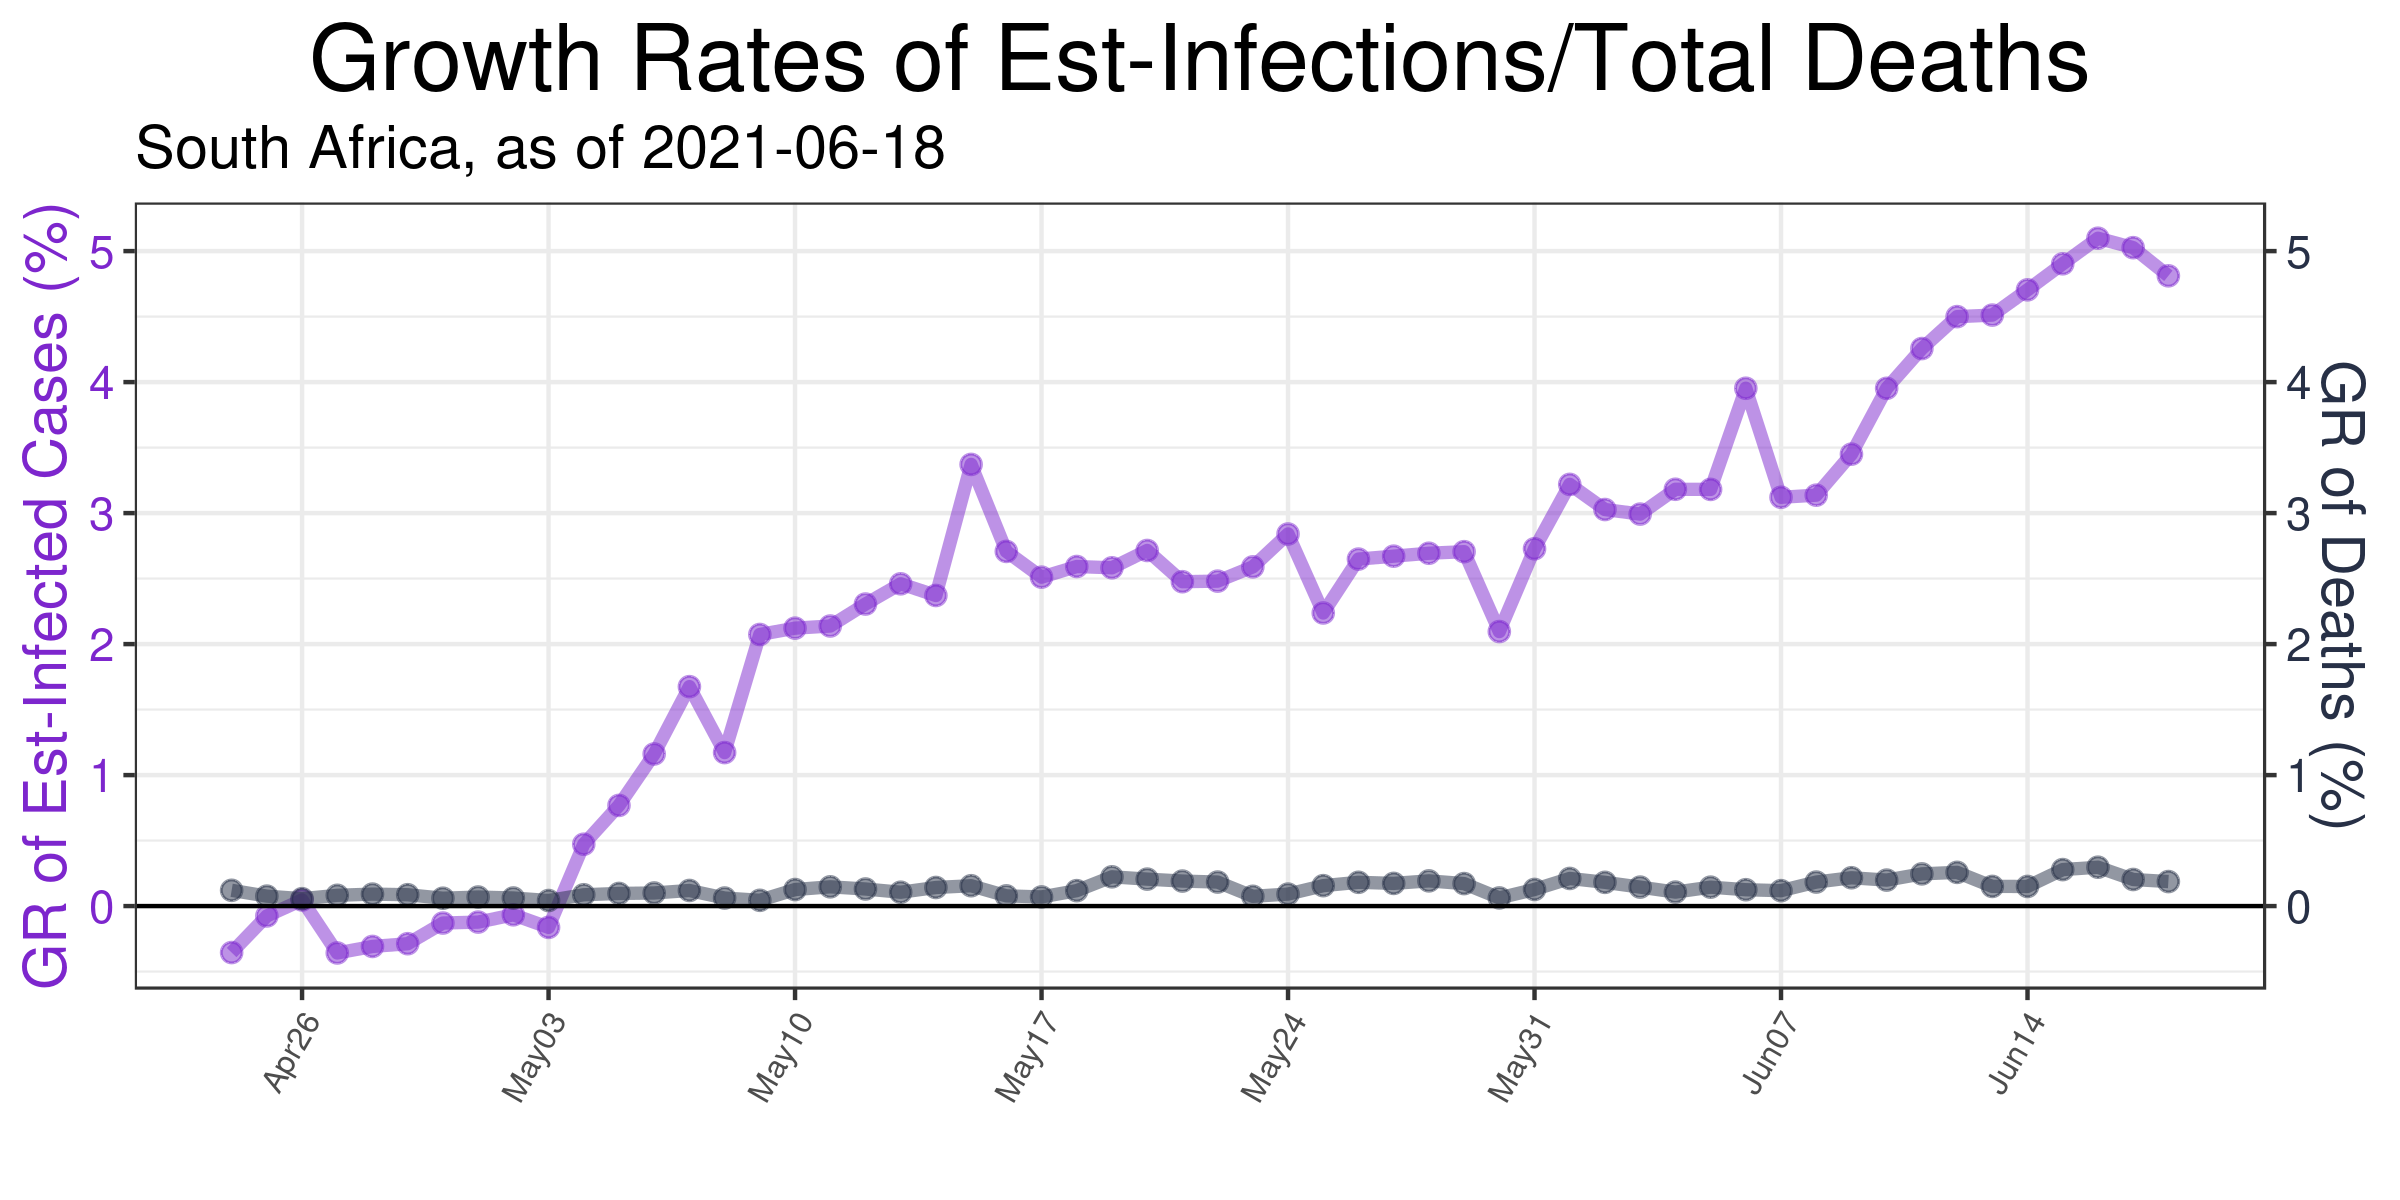 Growth Rates of Est-Infections/Total Deaths
South Africa, as of 2021-06-18
GR of Est-Infected Cases (%)
5
4
3
2
1
0
5
4
3
2
1
0
GR of Deaths (%)
Apr26
May03
May10
May17
May24
May31
Jun07
Jun14